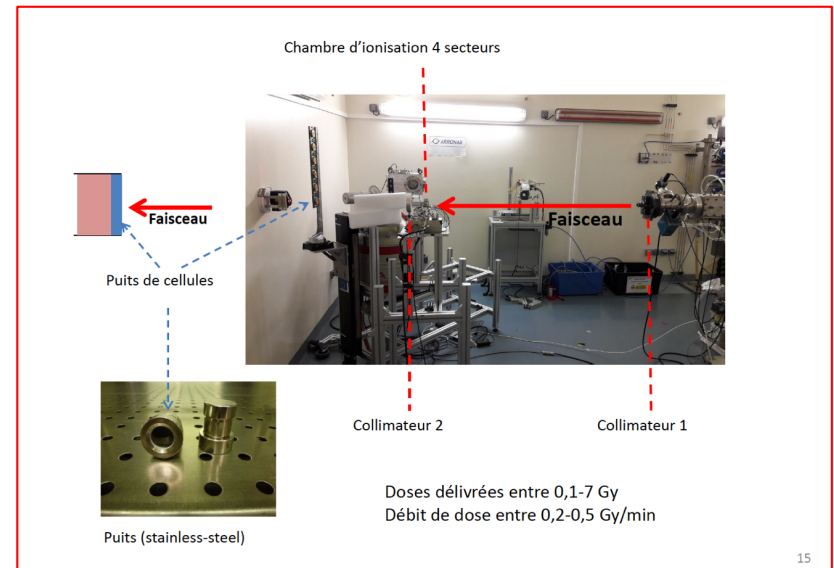 Chambre d’ionisation 4 secteurs
ARRONAX
Faisceau
Faisceau
Puits de cellules
Collimateur 2
Collimateur 1
Doses délivrées entre 0,1-7 Gy
Débit de dose entre 0,2-0,5 Gy/min
Puits (stainless-steel)
15